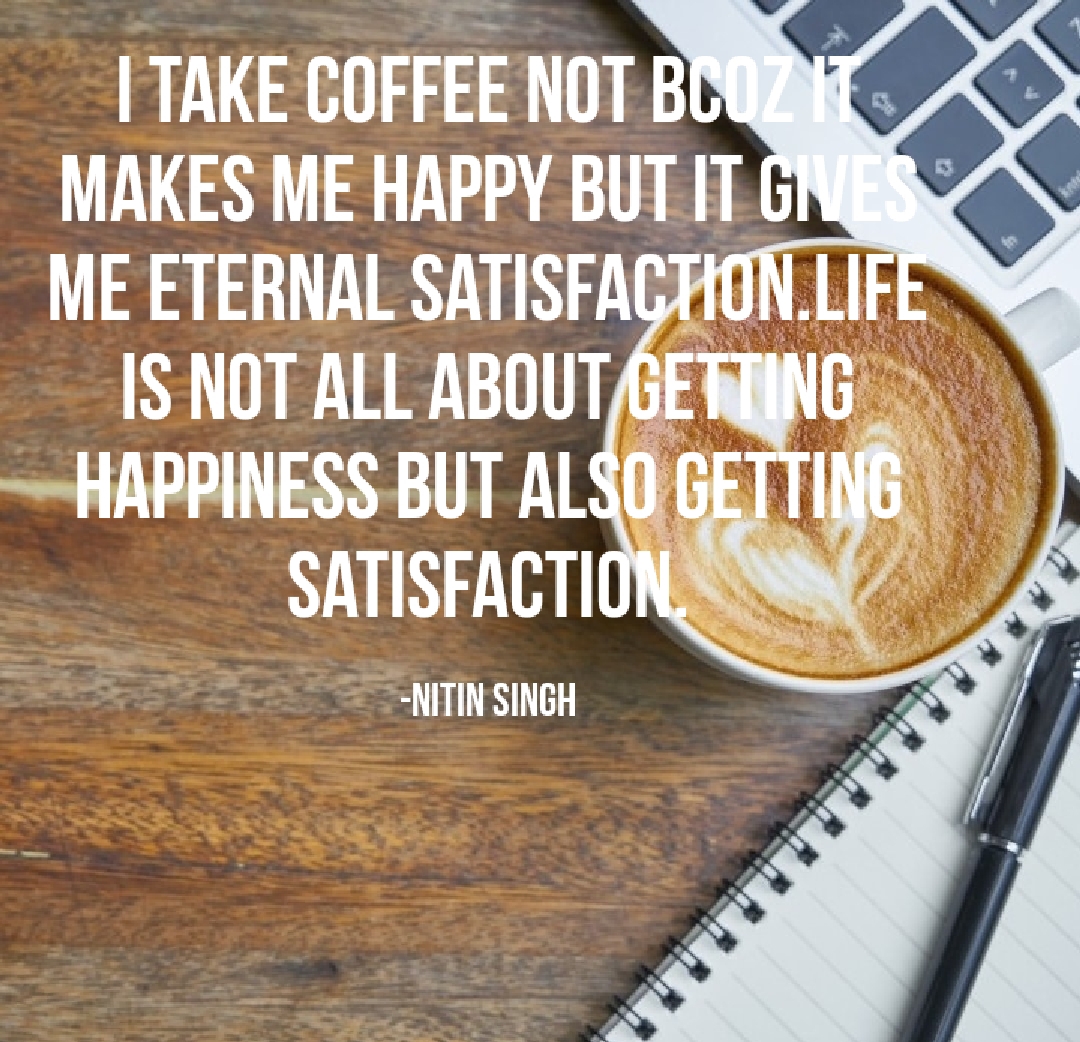 I TAKE COFFEE NOT BCOZ IT
MAKES ME HAPPY BUT IT GIVES
ME ETERNAL SATISFACTION.LIFE
IS NOT ALL ABOUT GETTING
HAPPINESS BUT ALSO GETTING
SATISFACTION.
-NITIN SINGH